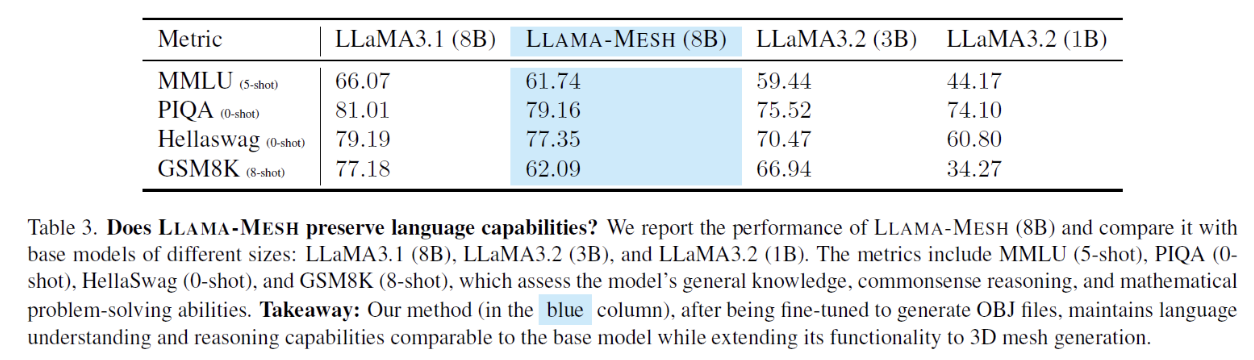 Metric LLaMA3.1 (8B) LLAMA-MESH (8B) LLaMA3.2 (3B) LLaMA3.2 (1B)
MMLU (5-shot) 66.07 61.74 59.44 44.17
PIQA (0-shot) 81.01 79.16 75.52 74.10
Hellaswag (0-shot) 79.19 77.35 70.47 60.80
GSM8K (8-shot) 77.18 62.09 66.94 34.27
Table 3. Does LLAMA-MESH preserve language capabilities? We report the performance of LLAMA-MESH (8B) and compare it with
base models of different sizes: LLaMA3.1 (8B), LLaMA3.2 (3B), and LLaMA3.2 (1B). The metrics include MMLU (5-shot), PIQA (0-
shot), HellaSwag (0-shot), and GSM8K (8-shot), which assess the model's general knowledge, commonsense reasoning, and mathematical
problem-solving abilities. Takeaway: Our method (in the blue column), after being fine-tuned to generate OBJ files, maintains language
understanding and reasoning capabilities comparable to the base model while extending its functionality to 3D mesh generation.